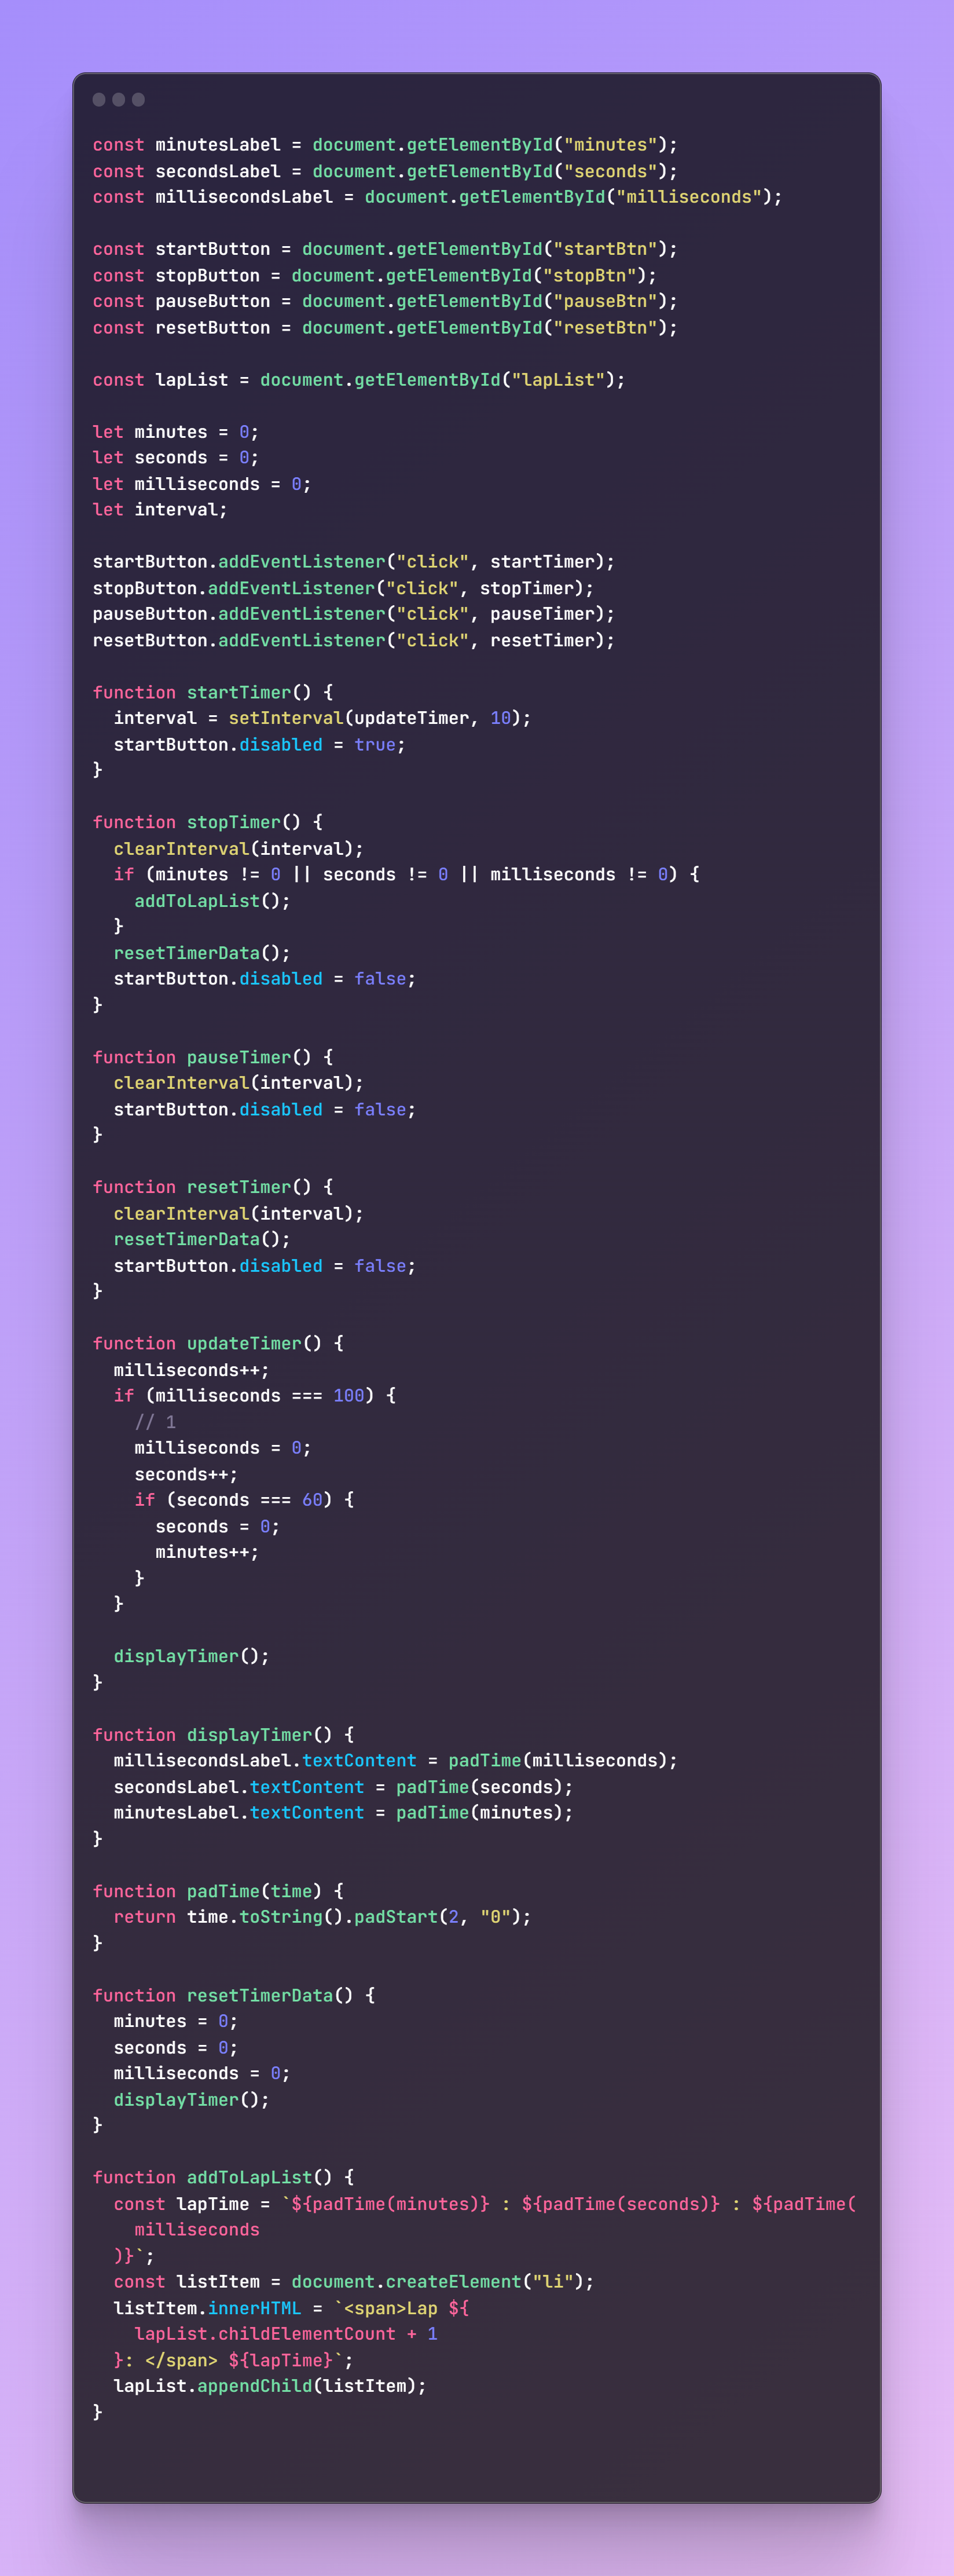 const minutesLabel = document.getElementById("minutes");
const secondsLabel = document.getElementById("seconds");
const millisecondsLabel = document.getElementById("milliseconds");

const startButton = document.getElementById("startBtn");
const stopButton = document.getElementById("stopBtn");
const pauseButton = document.getElementById("pauseBtn");
const resetButton = document.getElementById("resetBtn");

const lapList = document.getElementById("lapList");

let minutes = 0;
let seconds = 0;
let milliseconds = 0;
let interval;

startButton.addEventListener("click", startTimer);
stopButton.addEventListener("click", stopTimer);
pauseButton.addEventListener("click", pauseTimer);
resetButton.addEventListener("click", resetTimer);

function startTimer() {
  interval = setInterval(updateTimer, 10);
  startButton.disabled = true;
}

function stopTimer() {
  clearInterval(interval);
  if (minutes != 0 || seconds != 0 || milliseconds != 0) {
    addToLapList();
  }
  resetTimerData();
  startButton.disabled = false;
}

function pauseTimer() {
  clearInterval(interval);
  startButton.disabled = false;
}

function resetTimer() {
  clearInterval(interval);
  resetTimerData();
  startButton.disabled = false;
}

function updateTimer() {
  milliseconds++;
  if (milliseconds === 100) {
    // 1
    milliseconds = 0;
    seconds++;
    if (seconds === 60) {
      seconds = 0;
      minutes++;
    }
  }

  displayTimer();
}

function displayTimer() {
  millisecondsLabel.textContent = padTime(milliseconds);
  secondsLabel.textContent = padTime(seconds);
  minutesLabel.textContent = padTime(minutes);
}

function padTime(time) {
  return time.toString().padStart(2, "0");
}

function resetTimerData() {
  minutes = 0;
  seconds = 0;
  milliseconds = 0;
  displayTimer();
}

function addToLapList() {
  const lapTime = `${padTime(minutes)} : ${padTime(seconds)} : ${padTime(
    milliseconds
  )}`;
  const listItem = document.createElement("li");
  listItem.innerHTML = `<span>Lap ${
    lapList.childElementCount + 1
  }: </span> ${lapTime}`;
  lapList.appendChild(listItem);
}